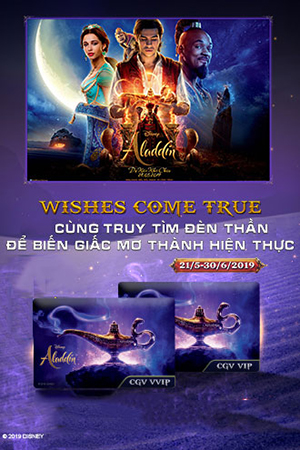 DISNEY
Aladdin
WISHES COME TRUE
CÙNG TRUY TÌM ĐÈN THẦN
ĐỂ BIẾN GIẤC MƠ THÀNH HIỆN THỰC
21/5-30/6/2019
DISNEY
Aladdin
CGV VVIP
CGV VIP
© 2019 DISNEY